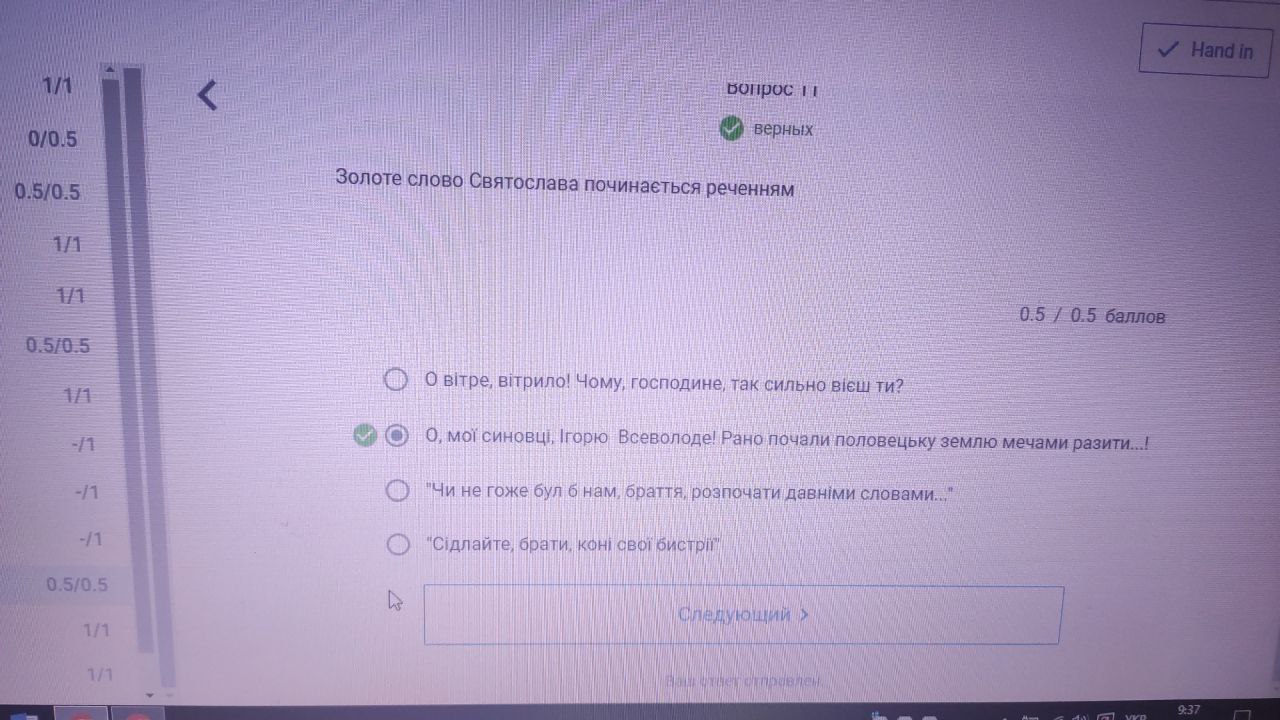 Hand in
Вопрос 11
верных
Золоте слово Святослава починається реченням
0.5 / 0.5 баллов
О вітре, вітрило! Чому, господине, так сильно вієш ти?
О, мої синовці, Ігорю Всеволоде! Рано почали половецьку землю мечами разити...!
"Чи не гоже бул б нам, браття, розпочати давніми словами..."
"Сідлайте, брати, коні свої бистрії"
Следующий >
Ваш ответ отправлен.
1/1
0/0.5
0.5/0.5
1/1
1/1
0.5/0.5
1/1
-/1
-/1
-/1
0.5/0.5
1/1
1/1
УКР
9:37